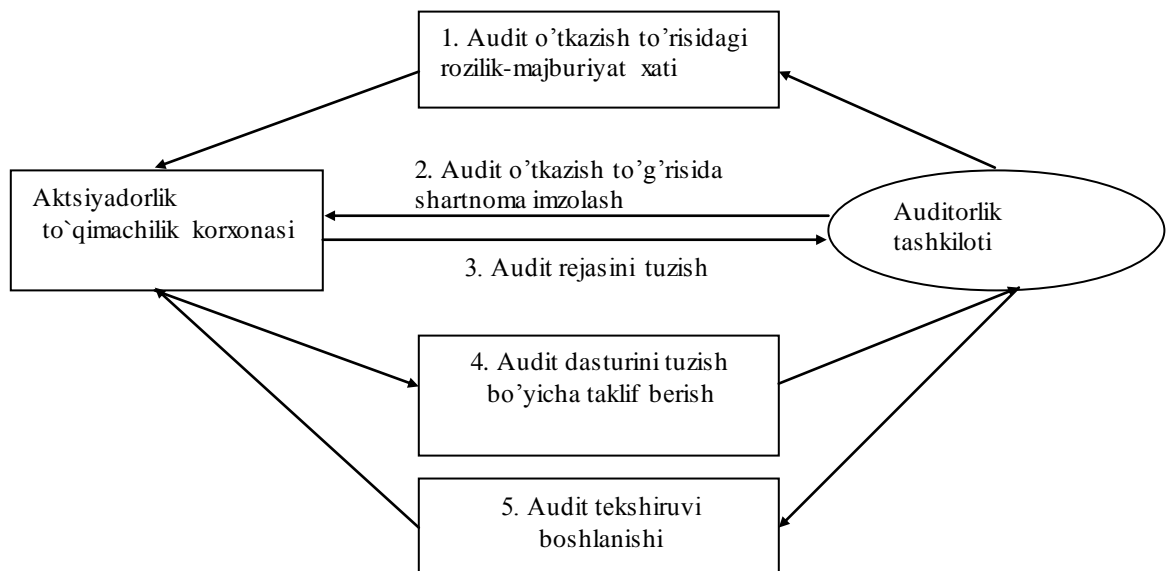 1. Audit o’tkazish to’risidagi
rozilik-majburiyat xati
Aktsiyadorlik
to`qimachilik korxonasi
2. Audit o’tkazish to’g’risida
shartnoma imzolash
3. Audit rejasini tuzish
Auditorlik
tashkiloti
4. Audit dasturini tuzish
bo’yicha taklif berish
5. Audit tekshiruvi
boshlanishi